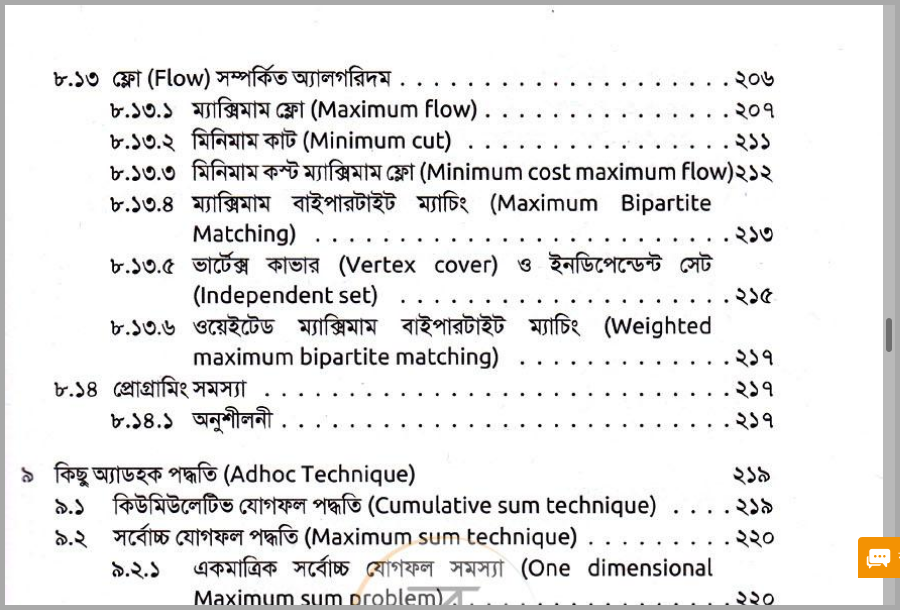 ৮.১৩ ফ্লো (Flow) সম্পর্কিত অ্যালগরিদম . . . . . . . . . . . . . . . . . . . . . . . . ২০৬
৮.১৩.১ ম্যাক্সিমাম ফ্লো (Maximum flow) . . . . . . . . . . . . . . . . . . ২০৭
৮.১৩.২ মিনিমাম কাট (Minimum cut) . . . . . . . . . . . . . . . . . . . ২১১
৮.১৩.৩ মিনিমাম কস্ট ম্যাক্সিমাম ফ্লো (Minimum cost maximum flow)২১২
৮.১৩.৪ ম্যাক্সিমাম বাইপারটাইট ম্যাচিং (Maximum Bipartite
Matching) . . . . . . . . . . . . . . . . . . . . . . . . . . . . . . ২১৩
৮.১৩.৫ ভার্টেক্স কাভার (Vertex cover) ও ইনডিপেন্ডেন্ট সেট
(Independent set) . . . . . . . . . . . . . . . . . . . . . . . . ২১৫
৮.১৩.৬ ওয়েইটেড ম্যাক্সিমাম বাইপারটাইট ম্যাচিং (Weighted
maximum bipartite matching) . . . . . . . . . . . . . . . ২১৭
৮.১৪ প্রোগ্রামিং সমস্যা . . . . . . . . . . . . . . . . . . . . . . . . . . . . . . . . . . ২১৭
৮.১৪.১ অনুশীলনী . . . . . . . . . . . . . . . . . . . . . . . . . . . . . . . . ২১৭
৯ কিছু অ্যাডহক পদ্ধতি (Adhoc Technique) ২১৯
৯.১ কিউমিউলেটিভ যোগফল পদ্ধতি (Cumulative sum technique) . . . . ২১৯
৯.২ সর্বোচ্চ যোগফল পদ্ধতি (Maximum sum technique) . . . . . . . . . ২২০
৯.২.১ একমাত্রিক সর্বোচ্চ যোগফল সমস্যা (One dimensional
Maximum sum problem) . . . . . . . . . . . . . . . . . . . ২২০